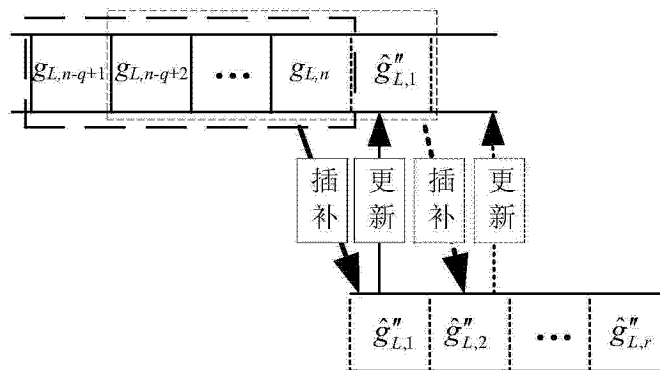 g_{L,n-q+1} g_{L,n-q+2} ••• g_{L,n} ĝ″_{L,1}
插补 更新 插补 更新
ĝ″_{L,1} ĝ″_{L,2} ••• ĝ″_{L,r}